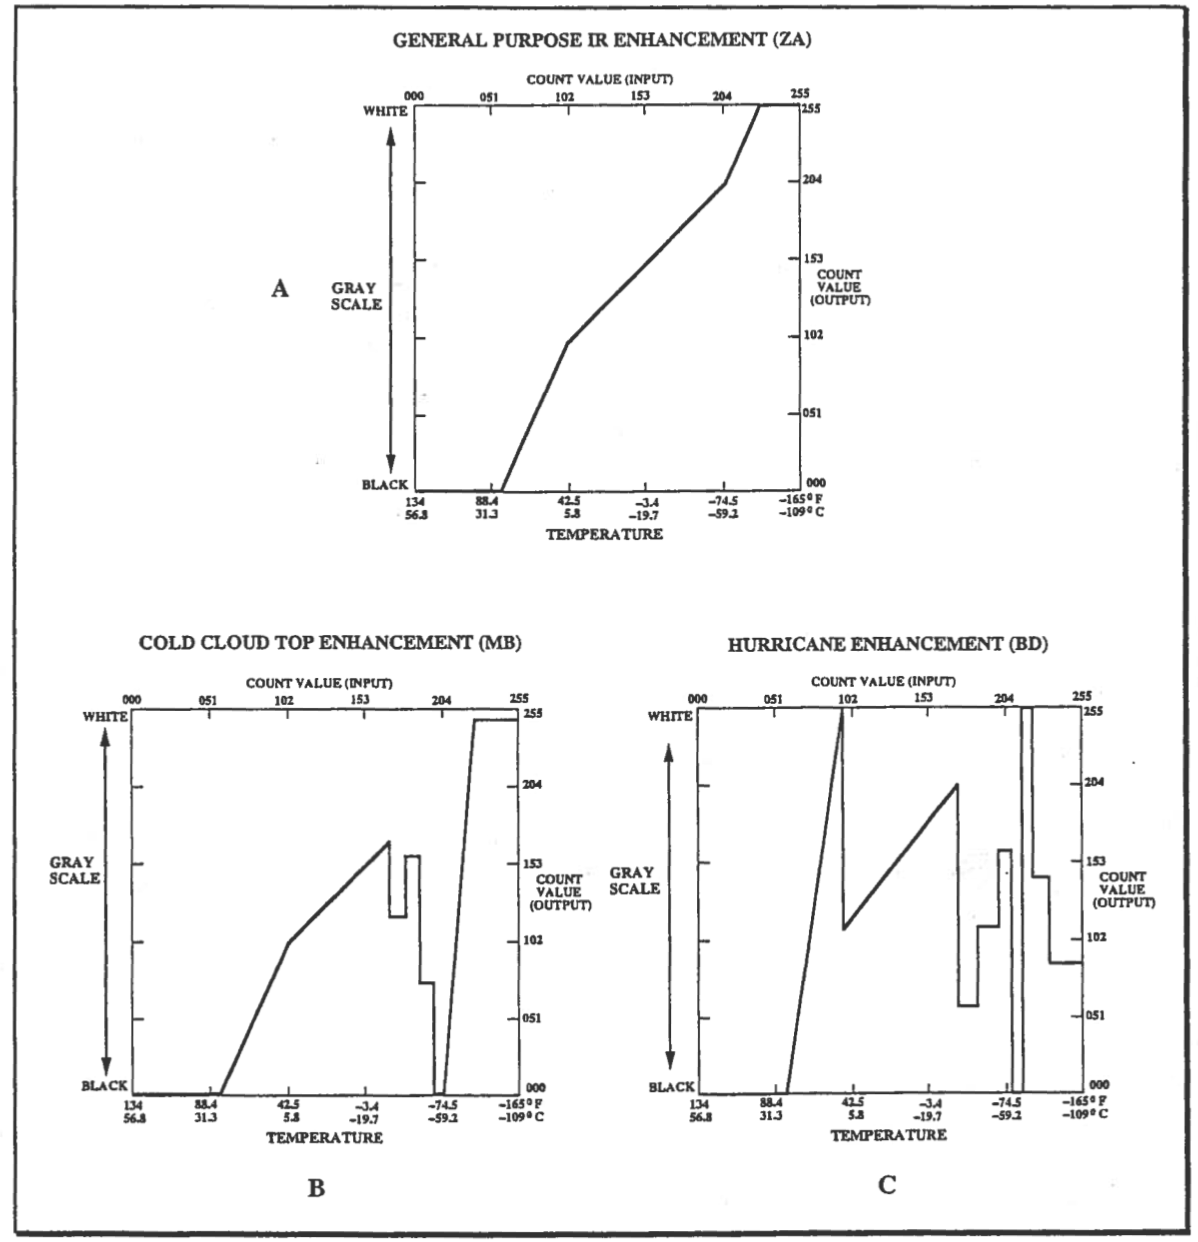 GENERAL PURPOSE IR ENHANCEMENT (ZA)
COUNT VALUE (INPUT)
000 051 102 153 204 255
WHITE
255
204
153
A
GRAY
SCALE
COUNT
VALUE
(OUTPUT)
102
051
BLACK
000
134 88.4 42.5 -3.4 -74.5 -165° F
56.8 31.3 5.8 -19.7 -59.2 -109° C
TEMPERATURE
COLD CLOUD TOP ENHANCEMENT (MB)
COUNT VALUE (INPUT)
000 051 102 153 204 255
WHITE
255
204
153
GRAY
SCALE
COUNT
VALUE
(OUTPUT)
102
051
BLACK
000
134 88.4 42.5 -3.4 -74.5 -165° F
56.8 31.3 5.8 -19.7 -59.2 -109° C
TEMPERATURE
B
HURRICANE ENHANCEMENT (BD)
COUNT VALUE (INPUT)
000 051 102 153 204 255
WHITE
255
204
153
GRAY
SCALE
COUNT
VALUE
(OUTPUT)
102
051
BLACK
000
134 88.4 42.5 -3.4 -74.5 -165° F
56.8 31.3 5.8 -19.7 -59.2 -109° C
TEMPERATURE
C